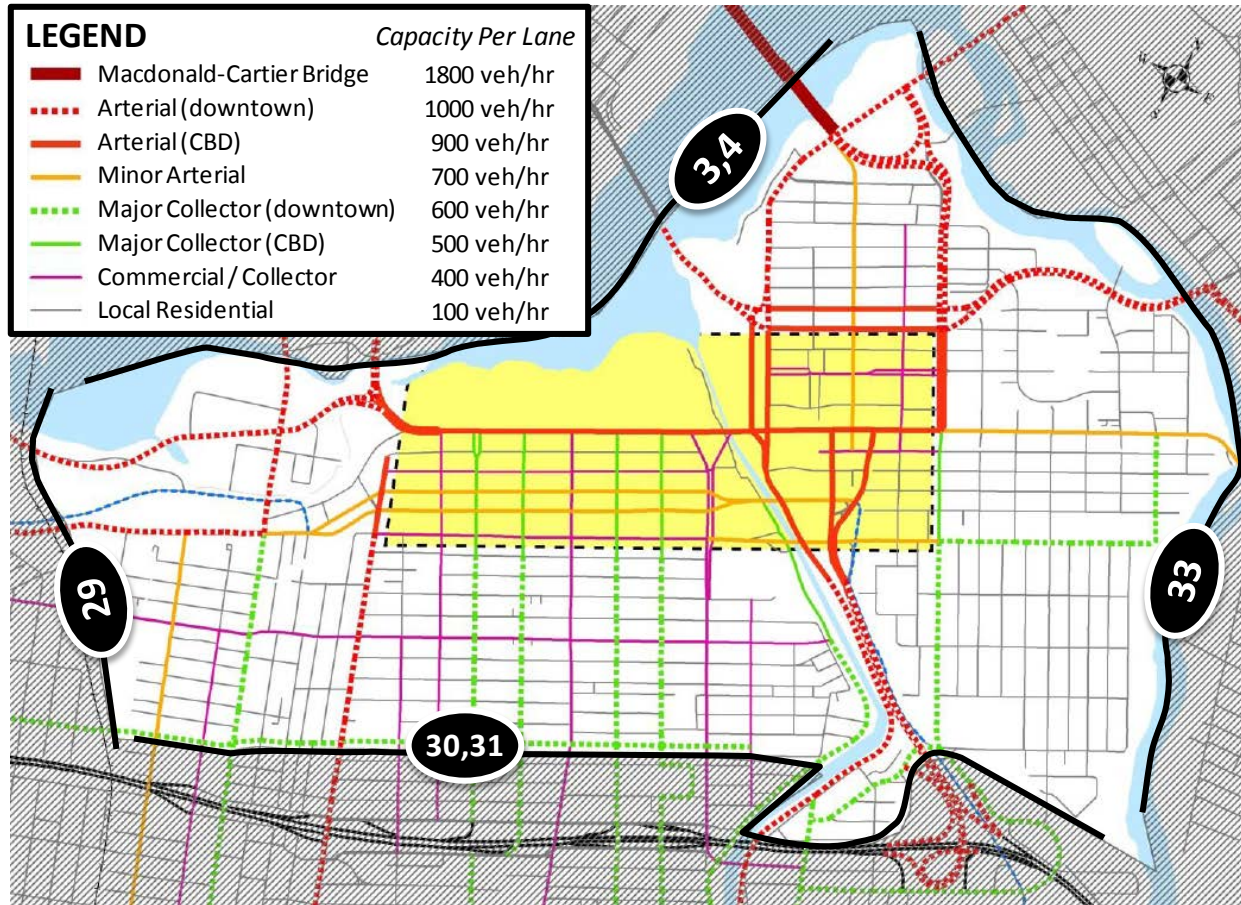 LEGEND Capacity Per Lane
Macdonald-Cartier Bridge 1800 veh/hr
Arterial (downtown) 1000 veh/hr
Arterial (CBD) 900 veh/hr
Minor Arterial 700 veh/hr
Major Collector (downtown) 600 veh/hr
Major Collector (CBD) 500 veh/hr
Commercial / Collector 400 veh/hr
Local Residential 100 veh/hr
3,4
29
33
30,31